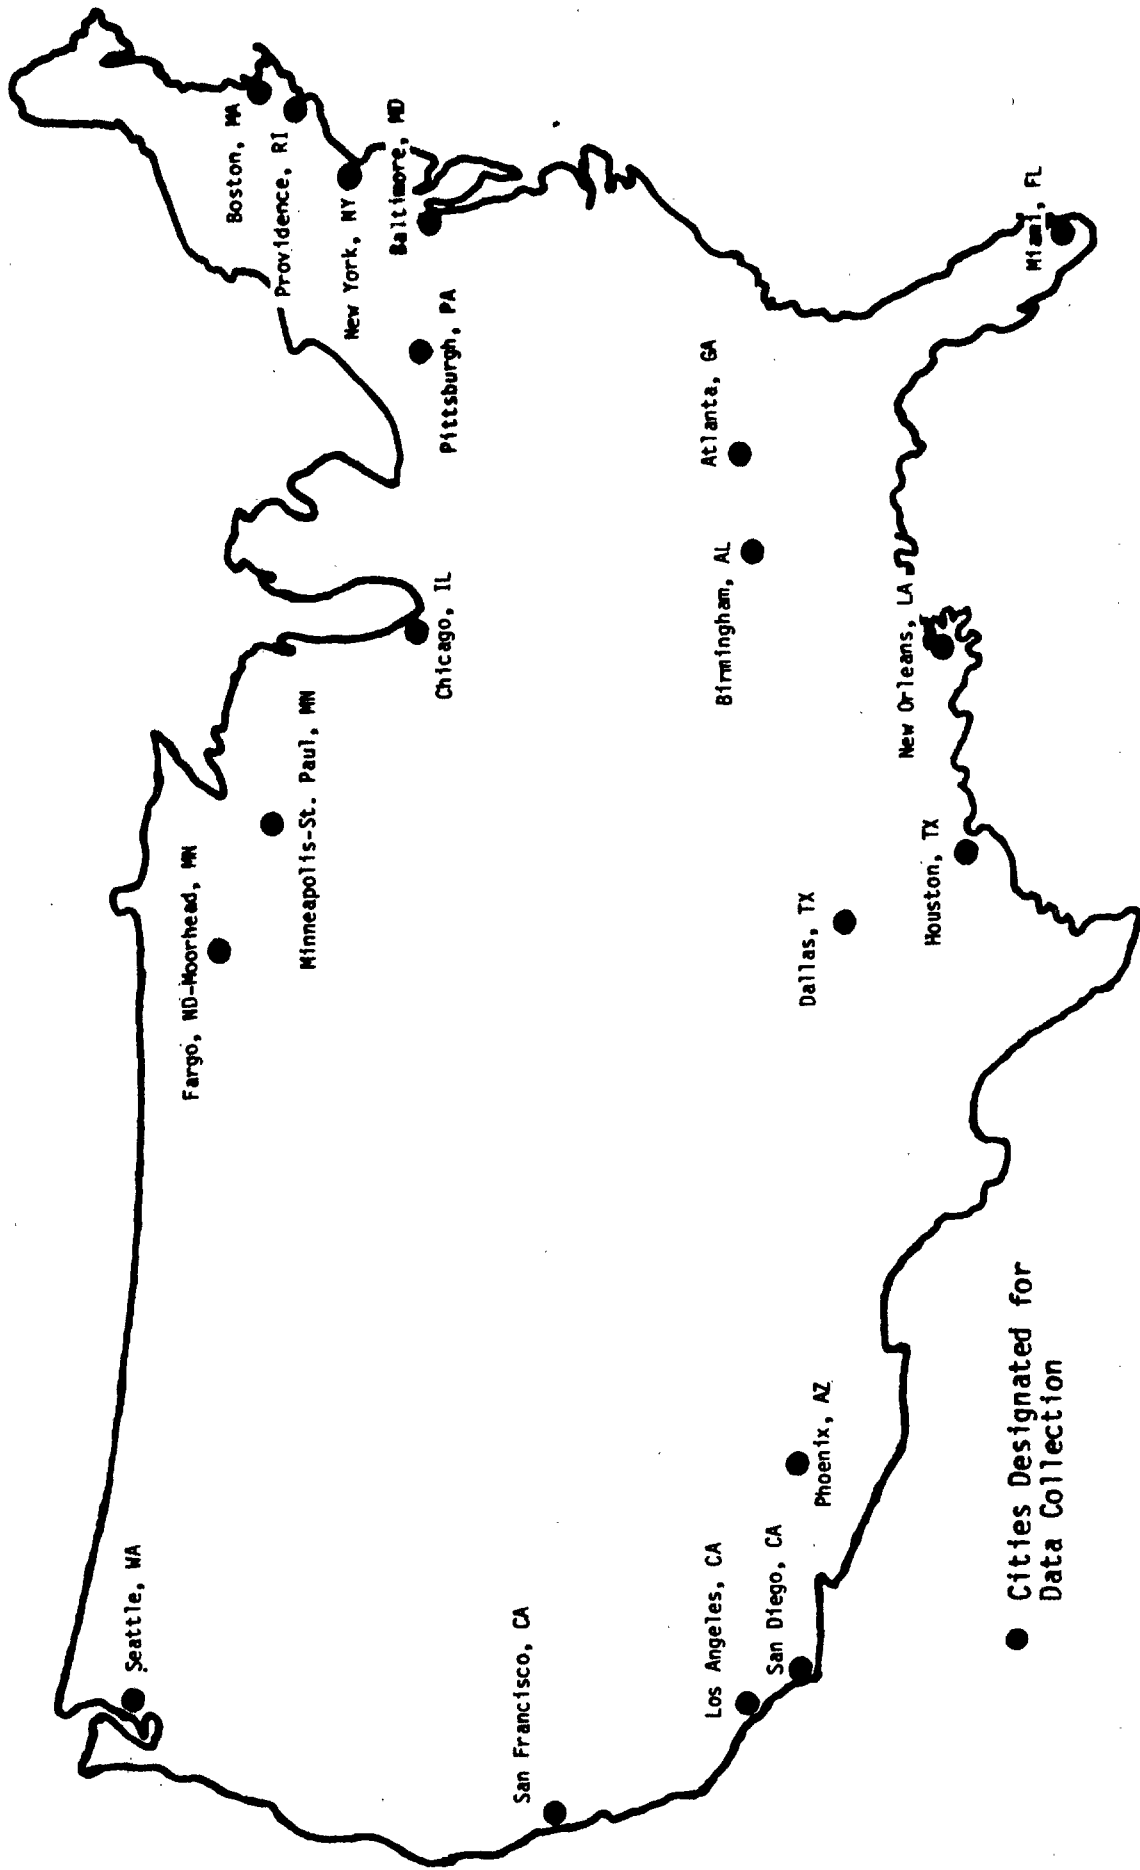 Seattle, WA
Fargo, ND-Moorhead, MN
Minneapolis-St. Paul, MN
Boston, MA
Providence, RI
New York, NY
Baltimore, MD
Pittsburgh, PA
Chicago, IL
San Francisco, CA
Los Angeles, CA
San Diego, CA
Phoenix, AZ
Dallas, TX
Houston, TX
Birmingham, AL
Atlanta, GA
New Orleans, LA
Miami, FL
Cities Designated for
Data Collection